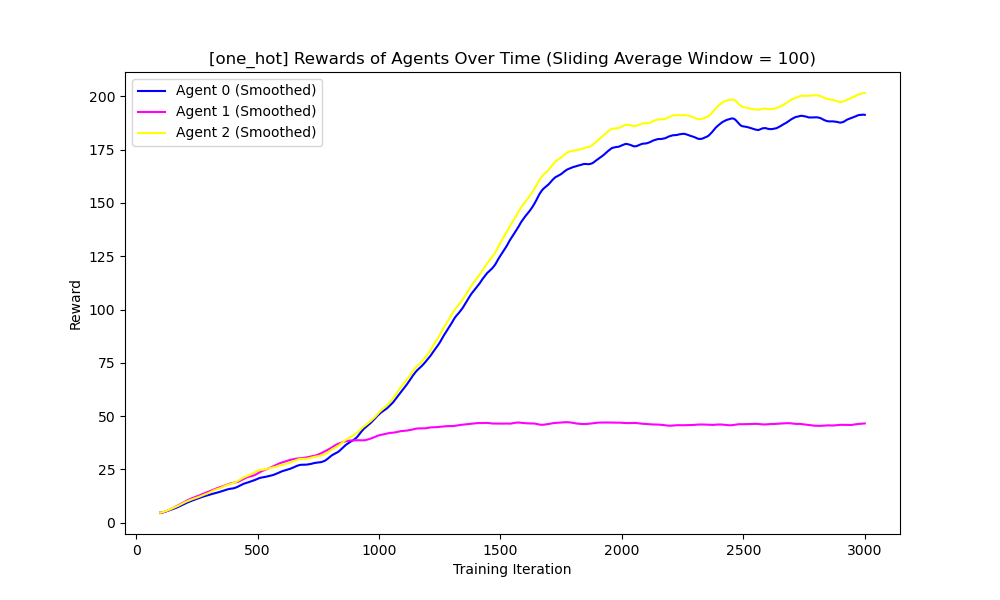 [one_hot] Rewards of Agents Over Time (Sliding Average Window = 100)
Agent 0 (Smoothed)
Agent 1 (Smoothed)
Agent 2 (Smoothed)
200
175
150
125
100
75
50
25
0
Reward
0 500 1000 1500 2000 2500 3000
Training Iteration